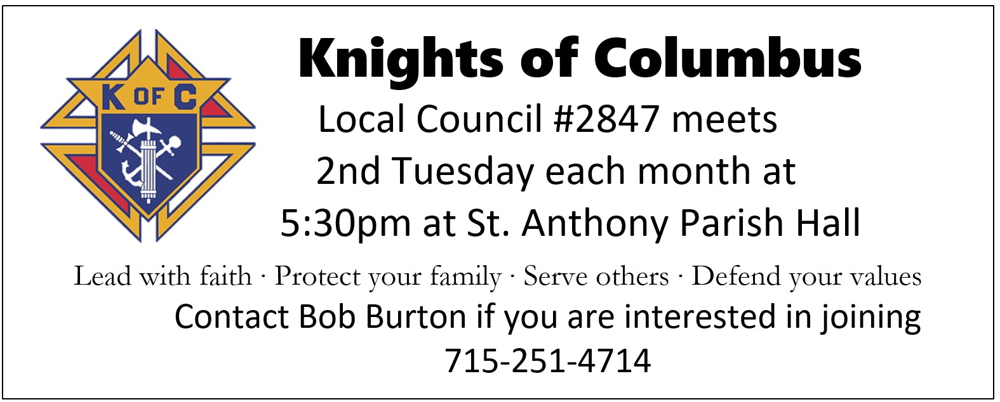 K OF C
Knights of Columbus
Local Council #2847 meets
2nd Tuesday each month at
5:30pm at St. Anthony Parish Hall
Lead with faith · Protect your family · Serve others · Defend your values
Contact Bob Burton if you are interested in joining
715-251-4714